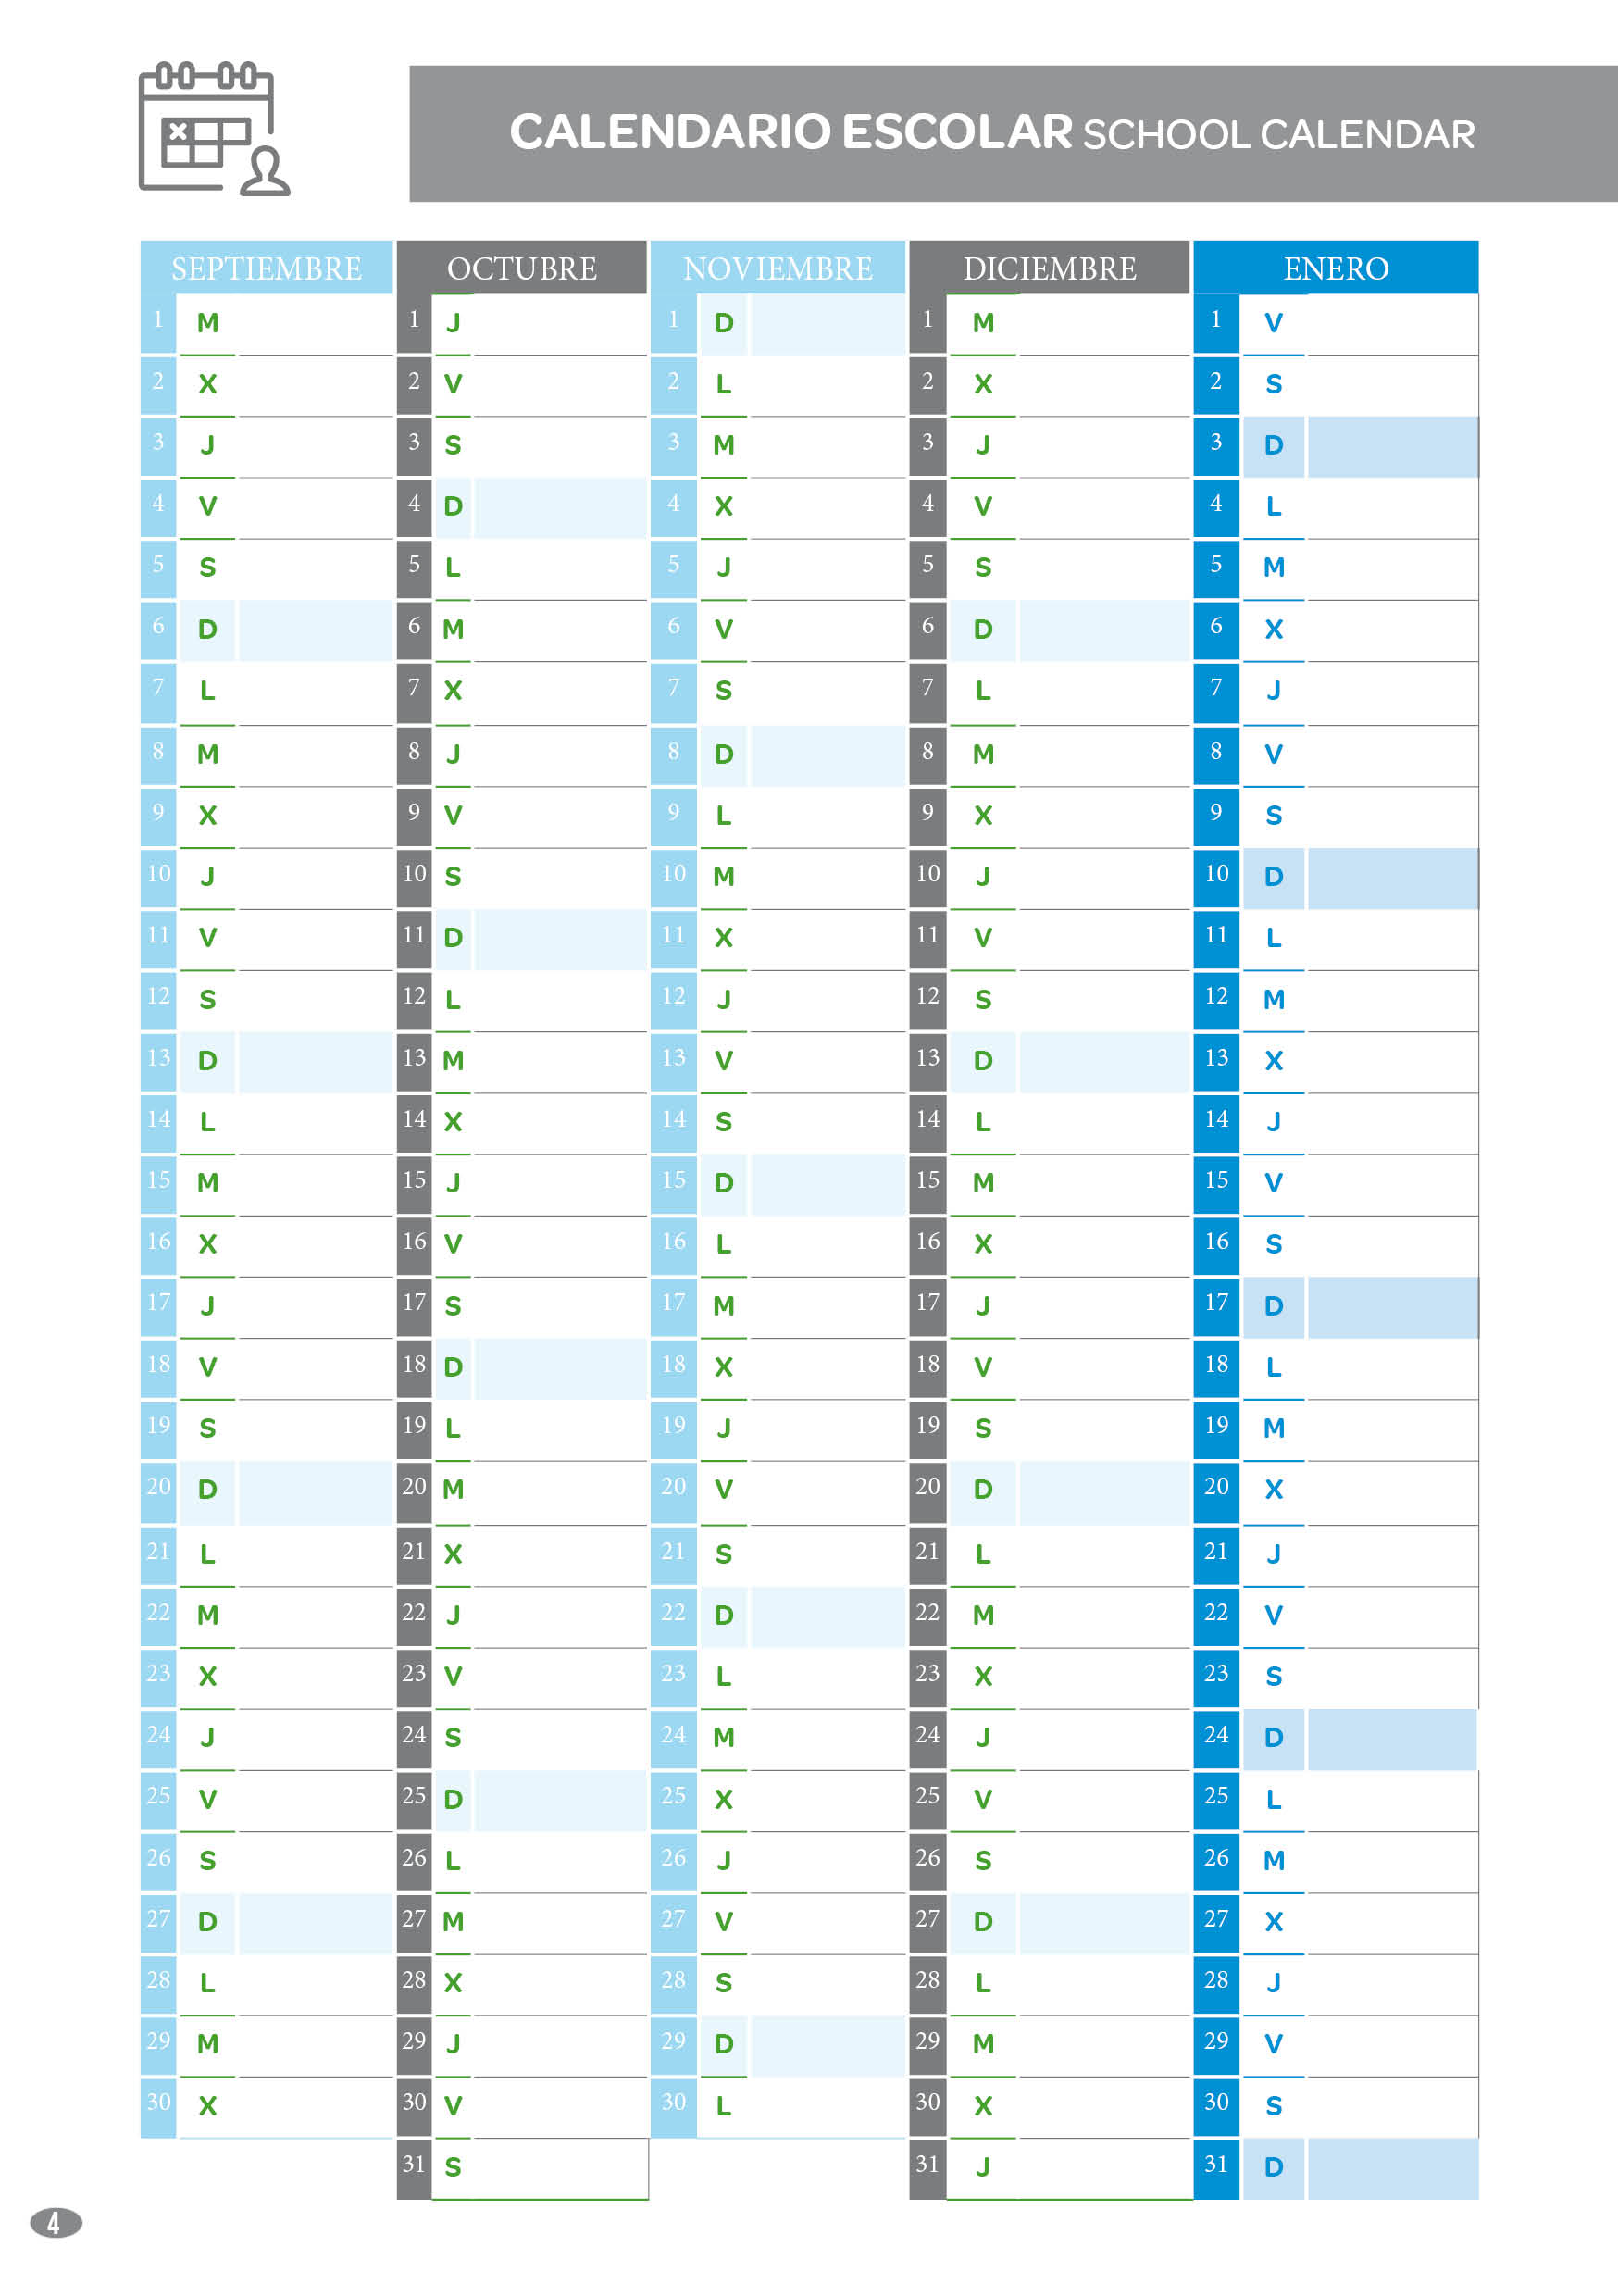 CALENDARIO ESCOLAR SCHOOL CALENDAR
SEPTIEMBRE OCTUBRE NOVIEMBRE DICIEMBRE ENERO
1 M 1 J 1 D 1 M 1 V
2 X 2 V 2 L 2 X 2 S
3 J 3 S 3 M 3 J 3 D
4 V 4 D 4 X 4 V 4 L
5 S 5 L 5 J 5 S 5 M
6 D 6 M 6 V 6 D 6 X
7 L 7 X 7 S 7 L 7 J
8 M 8 J 8 D 8 M 8 V
9 X 9 V 9 L 9 X 9 S
10 J 10 S 10 M 10 J 10 D
11 V 11 D 11 X 11 V 11 L
12 S 12 L 12 J 12 S 12 M
13 D 13 M 13 V 13 D 13 X
14 L 14 X 14 S 14 L 14 J
15 M 15 J 15 D 15 M 15 V
16 X 16 V 16 L 16 X 16 S
17 J 17 S 17 M 17 J 17 D
18 V 18 D 18 X 18 V 18 L
19 S 19 L 19 J 19 S 19 M
20 D 20 M 20 V 20 D 20 X
21 L 21 X 21 S 21 L 21 J
22 M 22 J 22 D 22 M 22 V
23 X 23 V 23 L 23 X 23 S
24 J 24 S 24 M 24 J 24 D
25 V 25 D 25 X 25 V 25 L
26 S 26 L 26 J 26 S 26 M
27 D 27 M 27 V 27 D 27 X
28 L 28 X 28 S 28 L 28 J
29 M 29 J 29 D 29 M 29 V
30 X 30 V 30 L 30 X 30 S
31 S 31 J 31 D
4